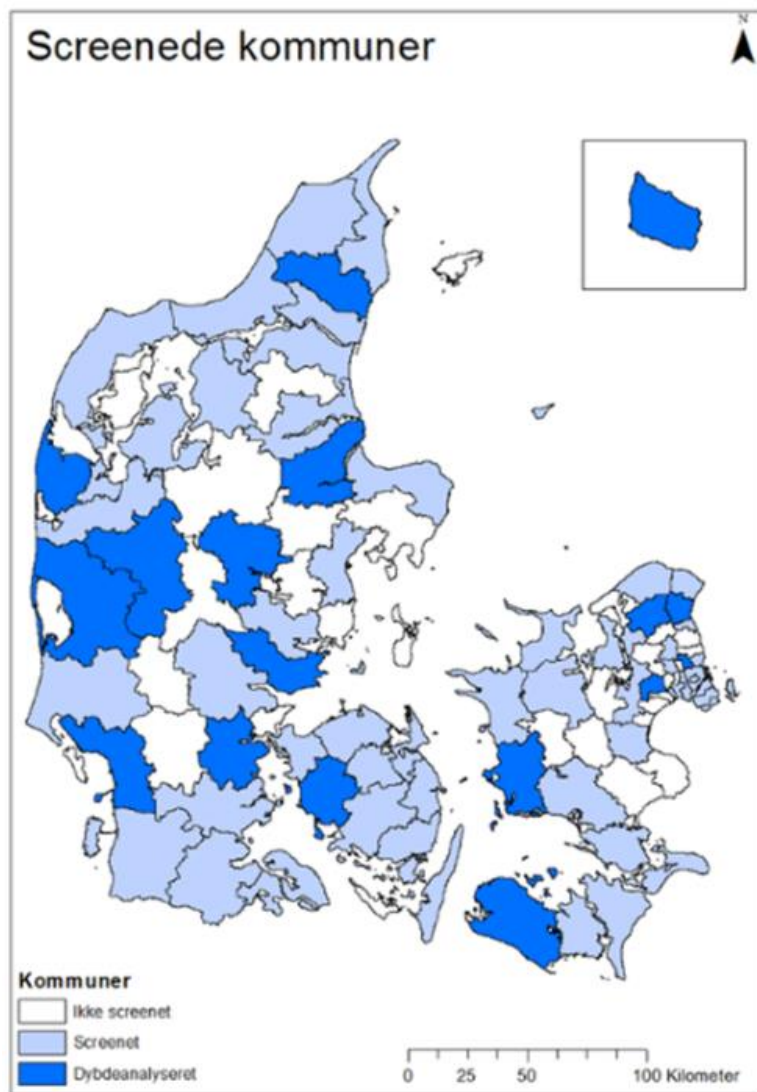 Screenede kommuner
N
Kommuner
Ikke screenet
Screenet
Dybdeanalyseret
0 25 50 100 Kilometer